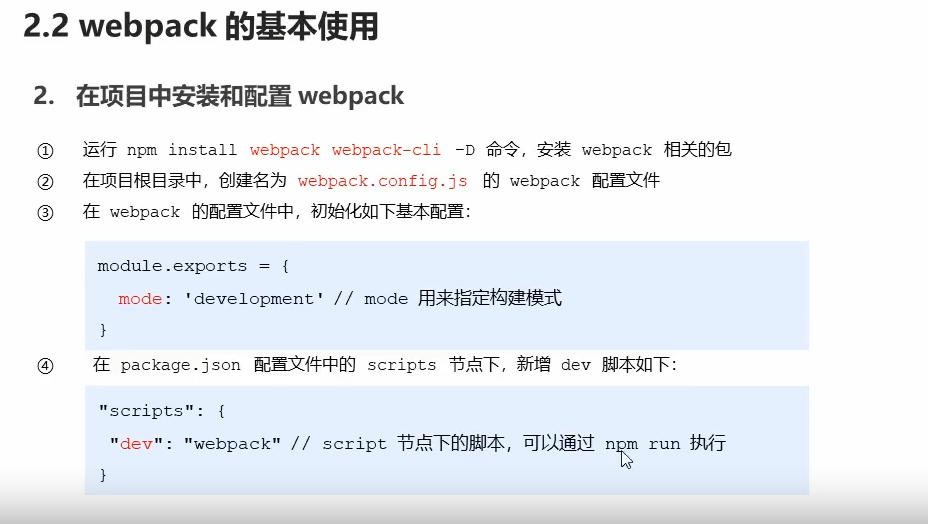 2.2 webpack 的基本使用
2. 在项目中安装和配置 webpack
① 运行 npm install webpack webpack-cli -D 命令，安装 webpack 相关的包
② 在项目根目录中，创建名为 webpack.config.js 的 webpack 配置文件
③ 在 webpack 的配置文件中，初始化如下基本配置：
module.exports = {
mode: 'development' // mode 用来指定构建模式
}
④ 在 package.json 配置文件中的 scripts 节点下，新增 dev 脚本如下：
"scripts": {
"dev": "webpack" // script 节点下的脚本，可以通过 npm run 执行
}